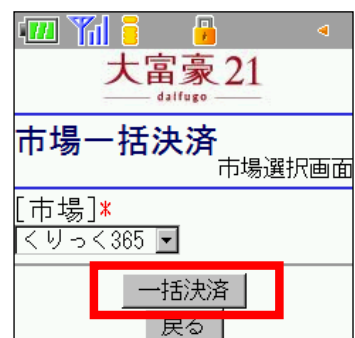 大富豪21
daifugo
市場一括決済
市場選択画面
[市場]*
くりっく365
一括決済
戻る